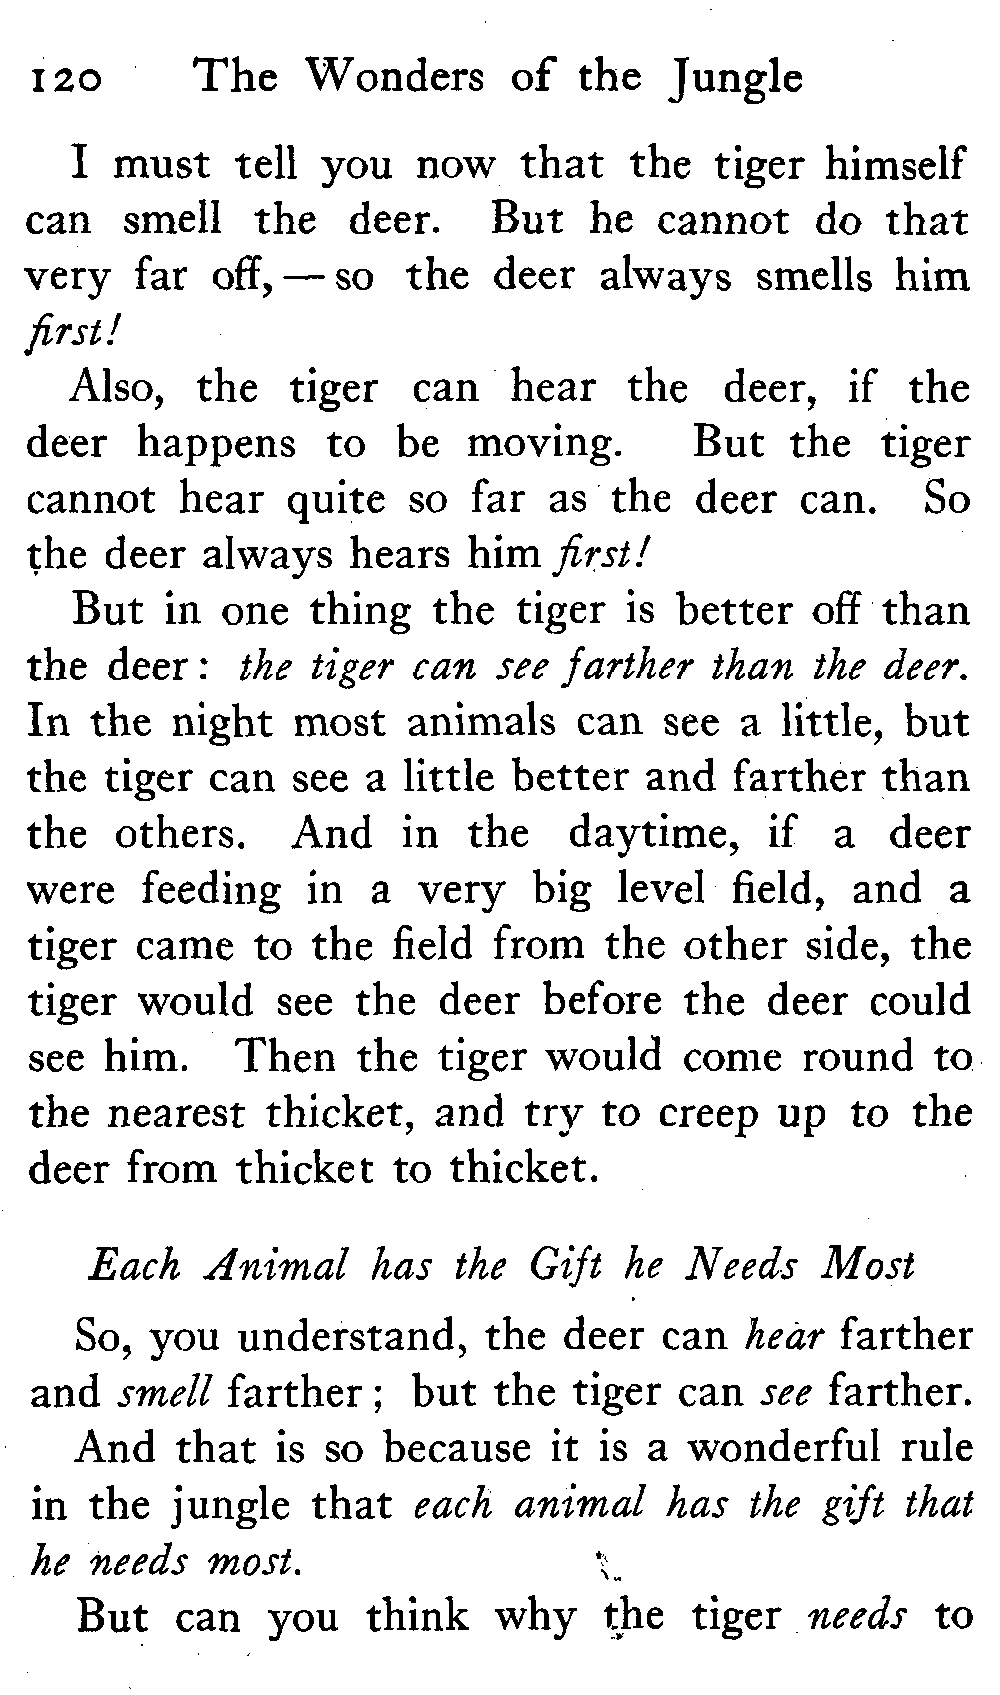 120 The Wonders of the Jungle
I must tell you now that the tiger himself
can smell the deer. But he cannot do that
very far off,—so the deer always smells him
first!
Also, the tiger can hear the deer, if the
deer happens to be moving. But the tiger
cannot hear quite so far as the deer can. So
the deer always hears him first!
But in one thing the tiger is better off than
the deer: the tiger can see farther than the deer.
In the night most animals can see a little, but
the tiger can see a little better and farther than
the others. And in the daytime, if a deer
were feeding in a very big level field, and a
tiger came to the field from the other side, the
tiger would see the deer before the deer could
see him. Then the tiger would come round to
the nearest thicket, and try to creep up to the
deer from thicket to thicket.
Each Animal has the Gift he Needs Most
So, you understand, the deer can hear farther
and smell farther; but the tiger can see farther.
And that is so because it is a wonderful rule
in the jungle that each animal has the gift that
he needs most.
But can you think why the tiger needs to